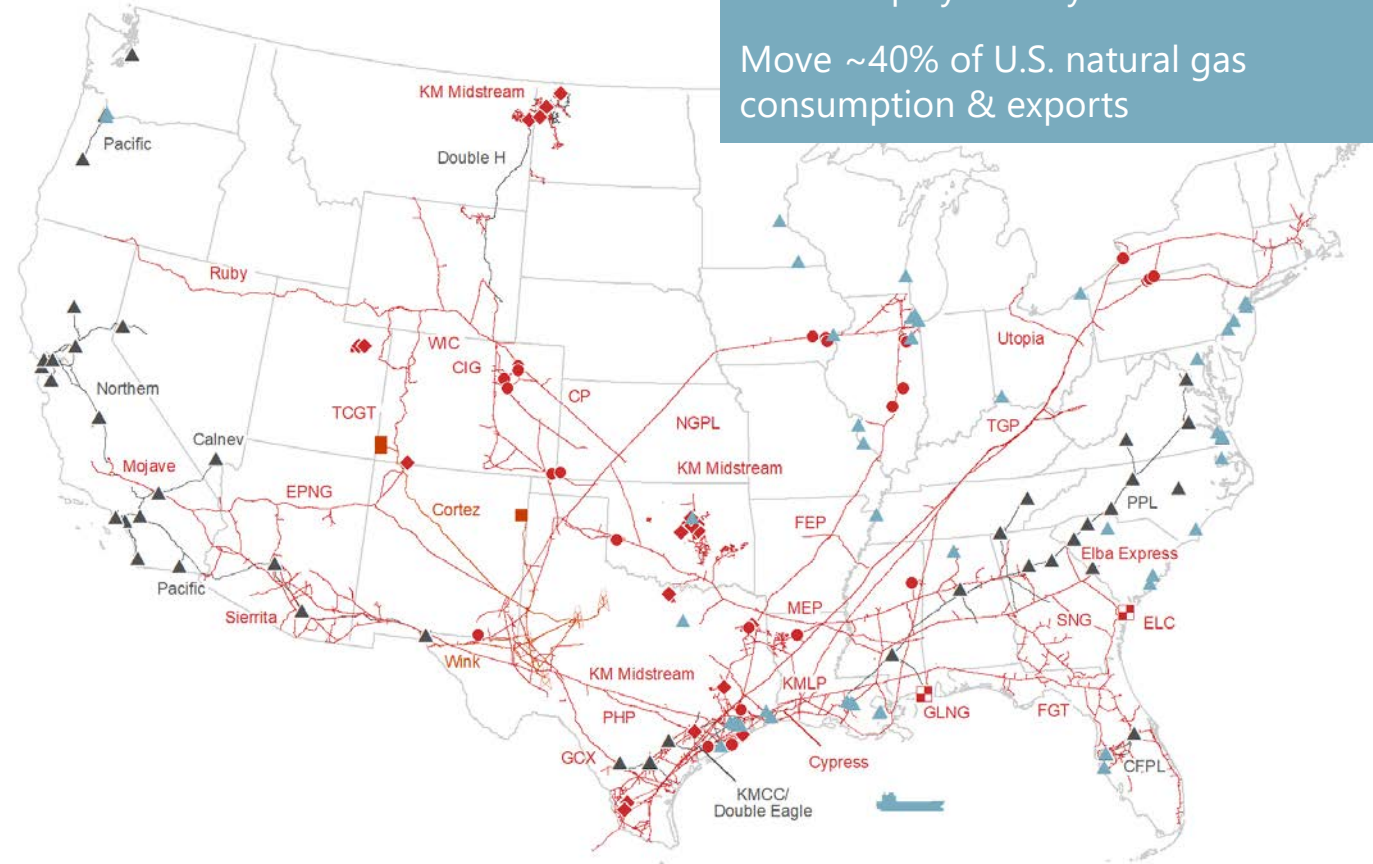 Move ~40% of U.S. natural gas
consumption & exports
KM Midstream
Pacific
Double H
Ruby
WIC
Utopia
CIG
Northern
CP
TCGT
NGPL
TGP
Calnev
Mojave
KM Midstream
EPNG
Cortez
PPL
FEP
Elba Express
Pacific
MEP
Sierrita
SNG
ELC
Wink
KM Midstream
KMLP
PHP
GLNG
FGT
GCX
Cypress
CFPL
KMCC/
Double Eagle